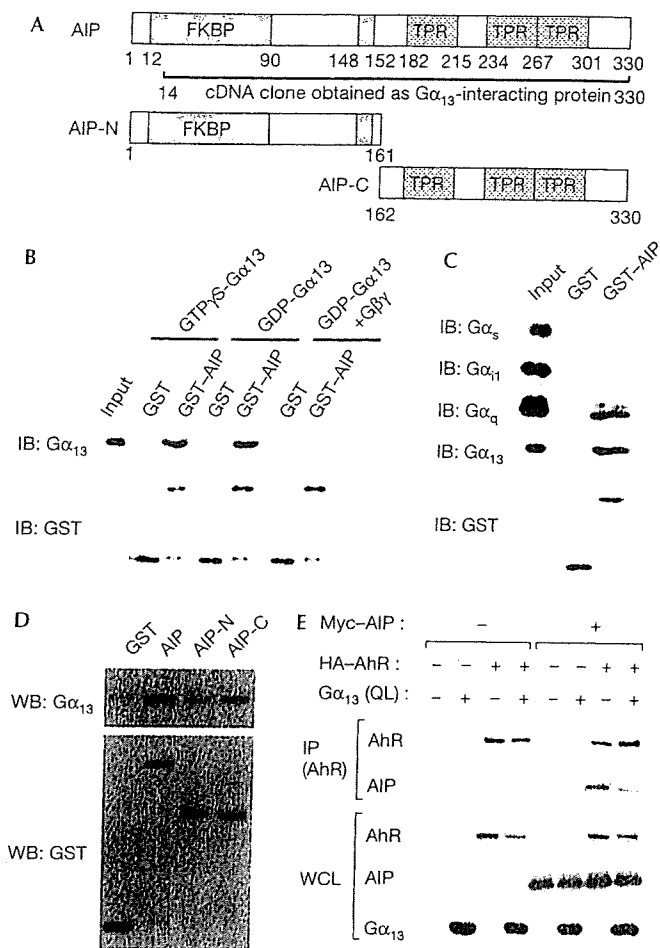 A
AIP
FKBP TPR TPR TPR
1 12 90 148 152 182 215 234 267 301 330
14 cDNA clone obtained as Gα13-interacting protein 330
AIP-N
FKBP
1 161
AIP-C
TPR TPR TPR
162 330
B
GTPγS-Gα13 GDP-Gα13 GDP-Gα13 +Gβγ
Input GST GST–AIP GST GST–AIP GST GST–AIP
IB: Gα13
IB: GST
C
Input GST GST–AIP
IB: Gαs
IB: Gαi1
IB: Gαq
IB: Gα13
IB: GST
D
GST AIP AIP-N AIP-C
WB: Gα13
WB: GST
E
Myc–AIP : – +
HA–AhR: – – + + – – + +
Gα13 (QL) : – + – + – + – +
IP (AhR)
AhR
AIP
WCL
AhR
AIP
Gα13